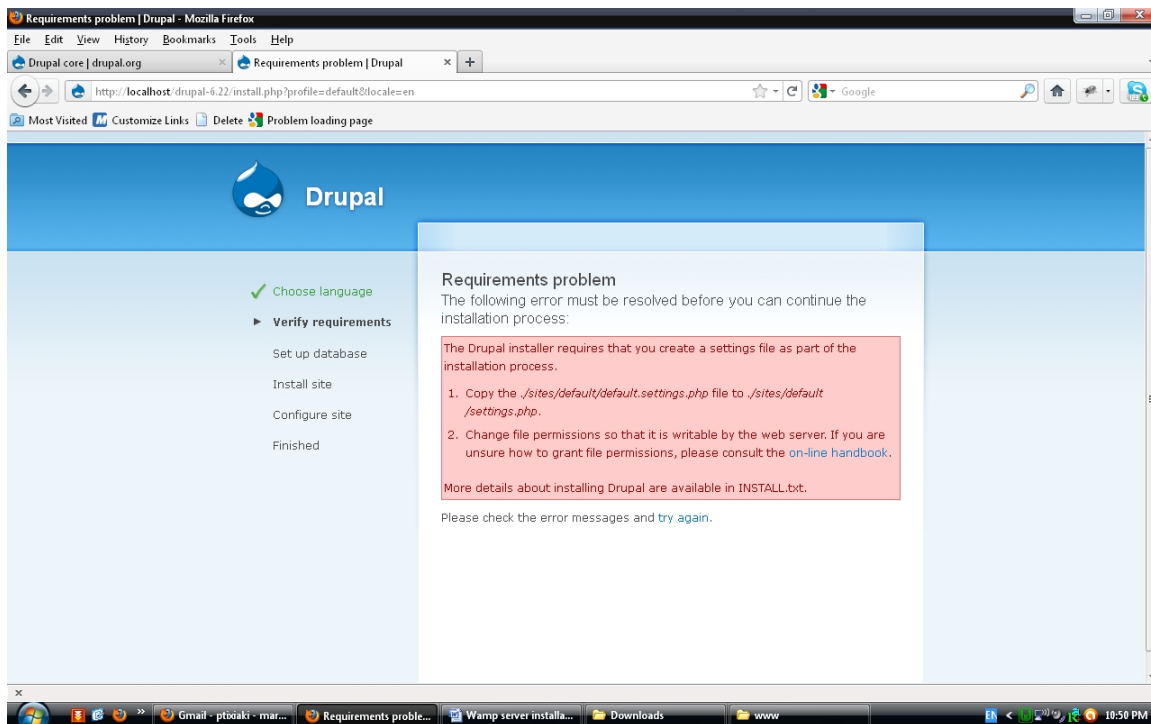 Requirements problem | Drupal - Mozilla Firefox
File Edit View History Bookmarks Tools Help
Drupal core | drupal.org
Requirements problem | Drupal
http://localhost/drupal-6.22/install.php?profile=default&locale=en
Google
Most Visited Customize Links Delete Problem loading page
Drupal
Choose language
Verify requirements
Set up database
Install site
Configure site
Finished
Requirements problem
The following error must be resolved before you can continue the
installation process:
The Drupal installer requires that you create a settings file as part of the
installation process.
1. Copy the ./sites/default/default.settings.php file to ./sites/default
/settings.php.
2. Change file permissions so that it is writable by the web server. If you are
unsure how to grant file permissions, please consult the on-line handbook.
More details about installing Drupal are available in INSTALL.txt.
Please check the error messages and try again.
Gmail - ptixiaki - mar...
Requirements proble...
Wamp server installa...
Downloads
www
EN
10:50 PM